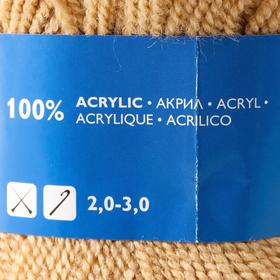 100% ACRYLIC • АКРИЛ • ACRYL •
ACRYLIQUE • ACRILICO
2,0-3,0